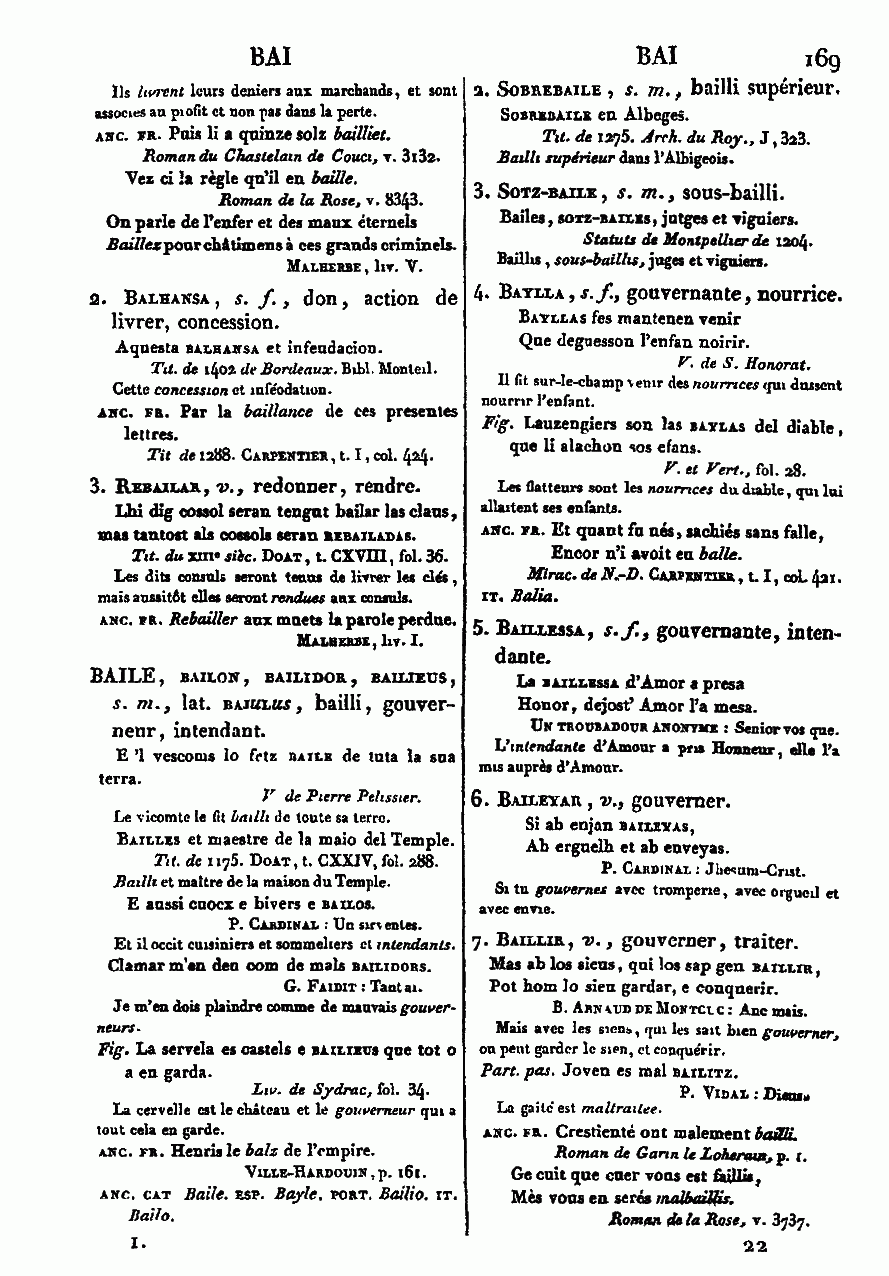 BAI
BAI
169
Ils livrent leurs deniers aux marchands, et sont
associes au profit et non pas dans la perte.
ANC. FR. Puis li a quinze solz bailliet.
Roman du Chastelain de Couci, v. 3132.
Vez ci la règle qu'il en baille.
Roman de la Rose, v. 8343.
On parle de l'enfer et des maux éternels
Baillez pour châtimens à ces grands criminels.
MALHERBE, liv. V.
2. BALHANSA, s. f., don, action de
livrer, concession.
Aquesta BALHANSA et infeudacion.
Tit. de 1402 de Bordeaux. Bibl. Monteil.
Cette concession et inféodation.
ANC. FR. Par la baillance de ces presentes
lettres.
Tit de 1288. CARPENTIER, t. I, col. 424.
3. REBAILAR, v., redonner, rendre.
Lhi dig cossol seran tengut bailar las claus,
mas tantost als cossols seran REBAILADAS.
Tit. du XIIIe sièc. DOAT, t. CXVIII, fol. 36.
Les dits consuls seront tenus de livrer les clés,
mais aussitôt elles seront rendues aux consuls.
ANC. FR. Rebailler aux muets la parole perdue.
MALHERBE, liv. I.
BAILE, BAILON, BAILIDOR, BAILIEUS,
s. m., lat. BAJULUS, bailli, gouver-
neur, intendant.
E 'l vescoms lo fetz BAILE de tuta la sua
terra.
V de Pierre Pelissier.
Le vicomte le fit bailli de toute sa terre.
BAILLES et maestre de la maio del Temple.
Tit. de 1175. DOAT, t. CXXIV, fol. 288.
Bailli et maître de la maison du Temple.
E aussi cuocx e bivers e BAILOS.
P. CARDINAL : Un sirventes.
Et il occit cuisiniers et sommeliers et intendants.
Clamar m'en deu com de mals BAILIDORS.
G. FAIDIT : Tant ai.
Je m'en dois plaindre comme de mauvais gouver-
neurs.
Fig. La servela es castels e BAILIEUS que tot o
a en garda.
Liv. de Sydrac, fol. 34.
La cervelle est le château et le gouverneur qui a
tout cela en garde.
ANC. FR. Henris le balz de l'empire.
VILLE-HARDOUIN, p. 161.
ANC. CAT Baile. ESP. Bayle. PORT. Bailio. IT.
Bailo.
I.
2. SOBREBAILE, s. m., bailli supérieur.
SOBREBAILE en Albeges.
Tit. de 1275. Arch. du Roy., J, 323.
Bailli supérieur dans l'Albigeois.
3. SOTZ-BAILE, s. m., sous-bailli.
Bailes, SOTZ-BAILES, jutges et viguiers.
Statuts de Montpellier de 1204.
Baillis, sous-baillis, juges et viguiers.
4. BAYLLA, s. f., gouvernante, nourrice.
BAYLLAS fes mantenen venir
Que deguesson l'enfan noirir.
V. de S. Honorat.
Il fit sur-le-champ venir des nourrices qui dussent
nourrir l'enfant.
Fig. Lauzengiers son las BAYLAS del diable,
que li alachon sos efans.
V. et Vert., fol. 28.
Les flatteurs sont les nourrices du diable, qui lui
allaitent ses enfants.
ANC. FR. Et quant fu nés, sachiés sans falle,
Encor n'i avoit eu balle.
Mirac. de N.-D. CARPENTIER, t. I, col. 421.
IT. Balia.
5. BAILLESSA, s. f., gouvernante, inten-
dante.
La BAILLESSA d'Amor a presa
Honor, dejost' Amor l'a mesa.
UN TROUBADOUR ANONYME : Senior vos que.
L'intendante d'Amour a pris Honneur, elle l'a
mis auprès d'Amour.
6. BAILEYAR, v., gouverner.
Si ab enjan BAILEYAS,
Ab erguelh et ab enveyas.
P. CARDINAL : Jhesum-Crist.
Si tu gouvernes avec tromperie, avec orgueil et
avec envie.
7. BAILLIR, v., gouverner, traiter.
Mas ab los sieus, qui los sap gen BAILLIR,
Pot hom lo sieu gardar, e conquerir.
B. ARNAUD DE MONTCUC : Anc mais.
Mais avec les siens, qui les sait bien gouverner,
on peut garder le sien, et conquérir.
Part. pas. Joven es mal BAILITZ.
P. VIDAL : Dieus.
La gaité est maltraitee.
ANC. FR. Crestienté ont malement bailli.
Roman de Garin le Loherain, p. 1.
Ge cuit que cuer vous est faillis,
Mès vous en serés malbaillis.
Roman de la Rose, v. 3737.
22